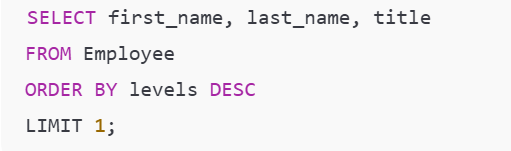 SELECT first_name, last_name, title
FROM Employee
ORDER BY levels DESC
LIMIT 1;